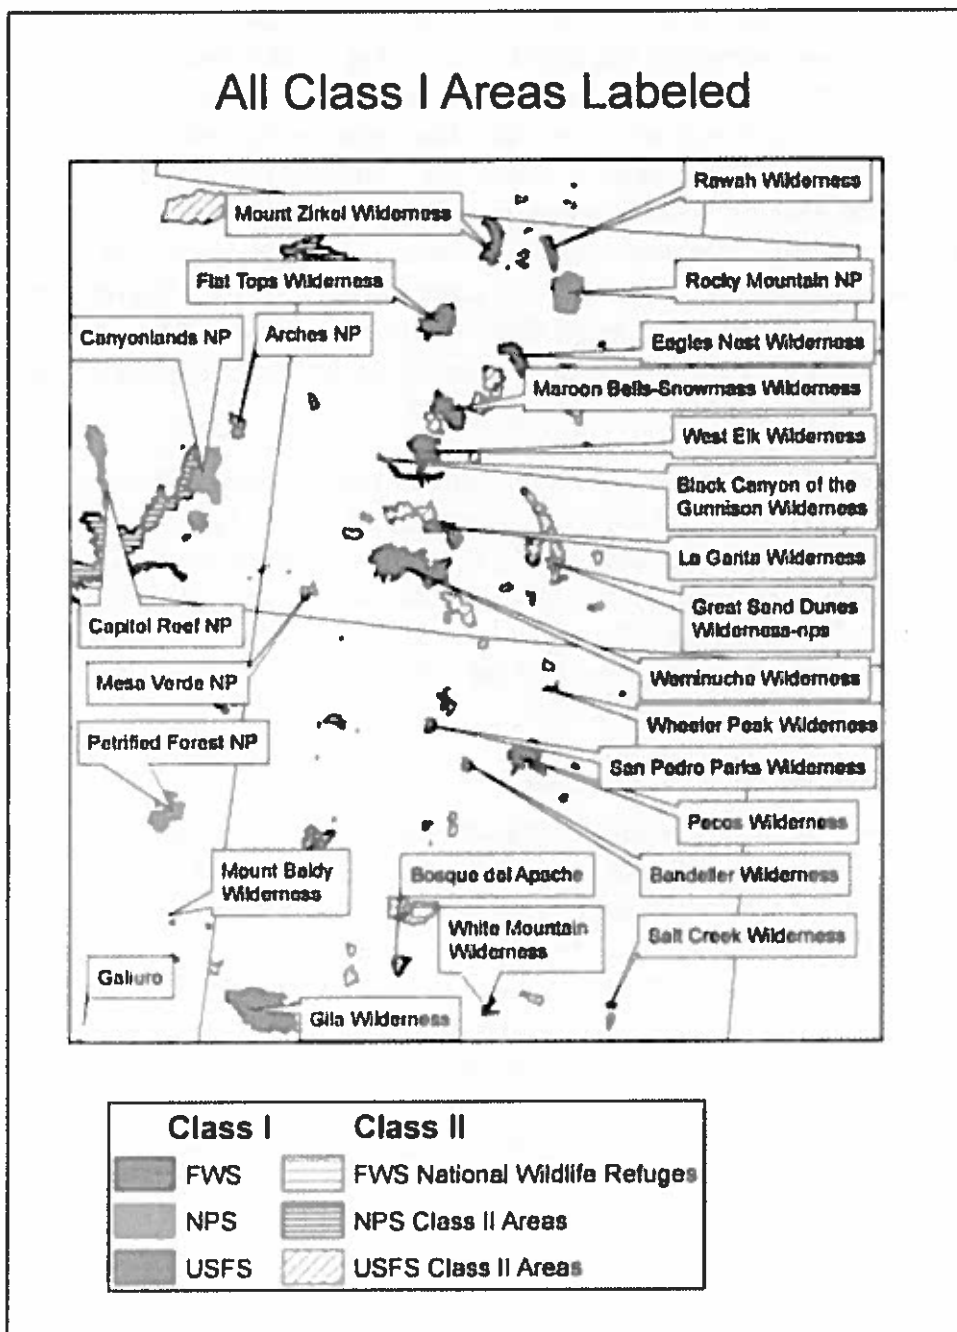 All Class I Areas Labeled
Rawah Wilderness
Mount Zirkel Wilderness
Flat Tops Wilderness
Rocky Mountain NP
Canyonlands NP
Arches NP
Eagles Nest Wilderness
Maroon Bells-Snowmass Wilderness
West Elk Wilderness
Black Canyon of the
Gunnison Wilderness
La Garita Wilderness
Great Sand Dunes
Wilderness-nps
Capitol Reef NP
Mesa Verde NP
Weminuche Wilderness
Wheeler Peak Wilderness
Petrified Forest NP
San Pedro Parks Wilderness
Pecos Wilderness
Mount Baldy
Wilderness
Bosque del Apache
Bandelier Wilderness
White Mountain
Wilderness
Salt Creek Wilderness
Galiuro
Gila Wilderness
Class I
Class II
FWS
FWS National Wildlife Refuges
NPS
NPS Class II Areas
USFS
USFS Class II Areas